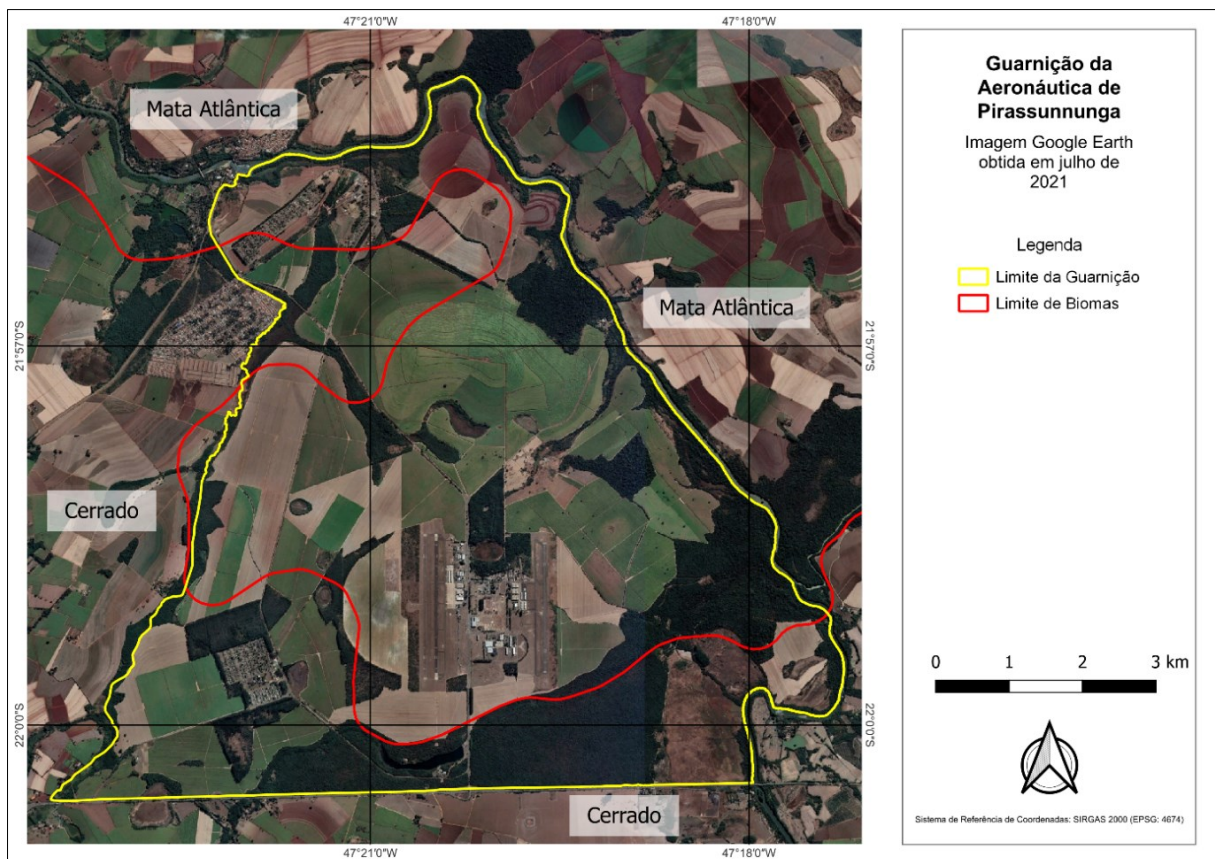 47°21'0"W
47°18'0"W
Mata Atlântica
Mata Atlântica
Cerrado
Cerrado
21°57'0"S
21°57'0"S
22°0'0"S
22°0'0"S
47°21'0"W
47°18'0"W
Guarnição da
Aeronáutica de
Pirassunnunga
Imagem Google Earth
obtida em julho de
2021
Legenda
Limite da Guarnição
Limite de Biomas
0 1 2 3 km
Sistema de Referência de Coordenadas: SIRGAS 2000 (EPSG: 4674)